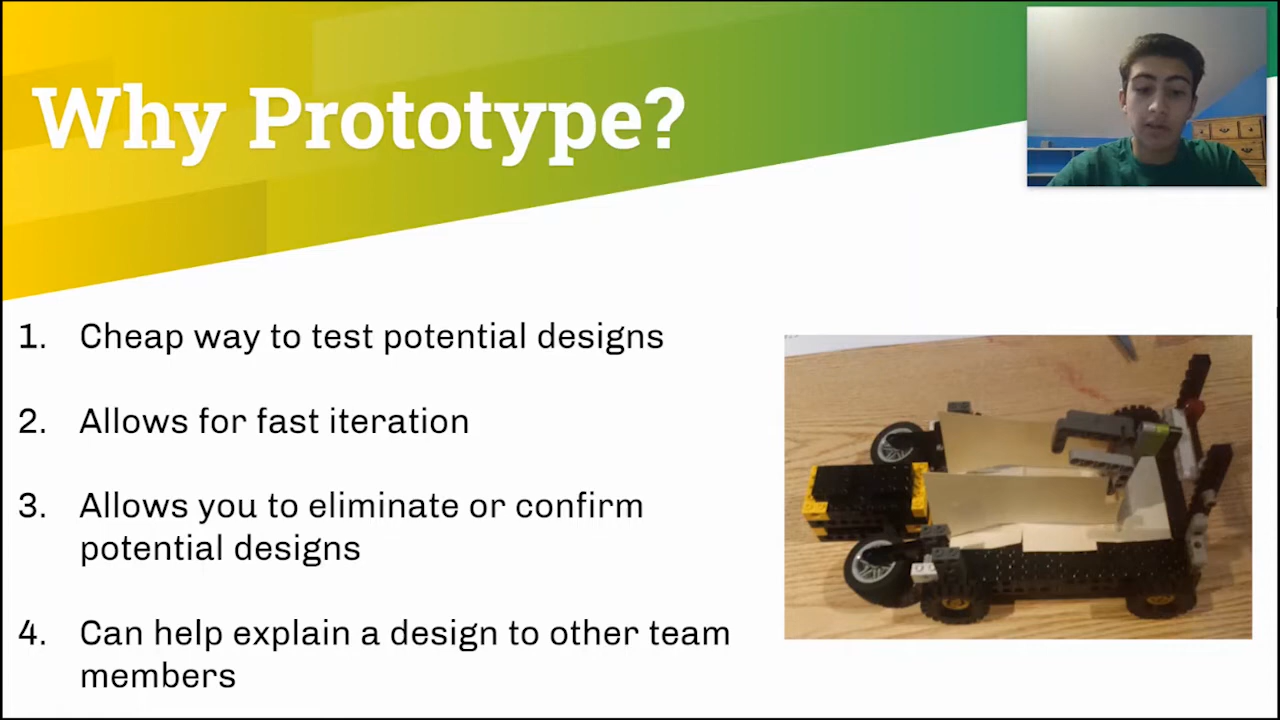 Why Prototype?
1. Cheap way to test potential designs
2. Allows for fast iteration
3. Allows you to eliminate or confirm
potential designs
4. Can help explain a design to other team
members